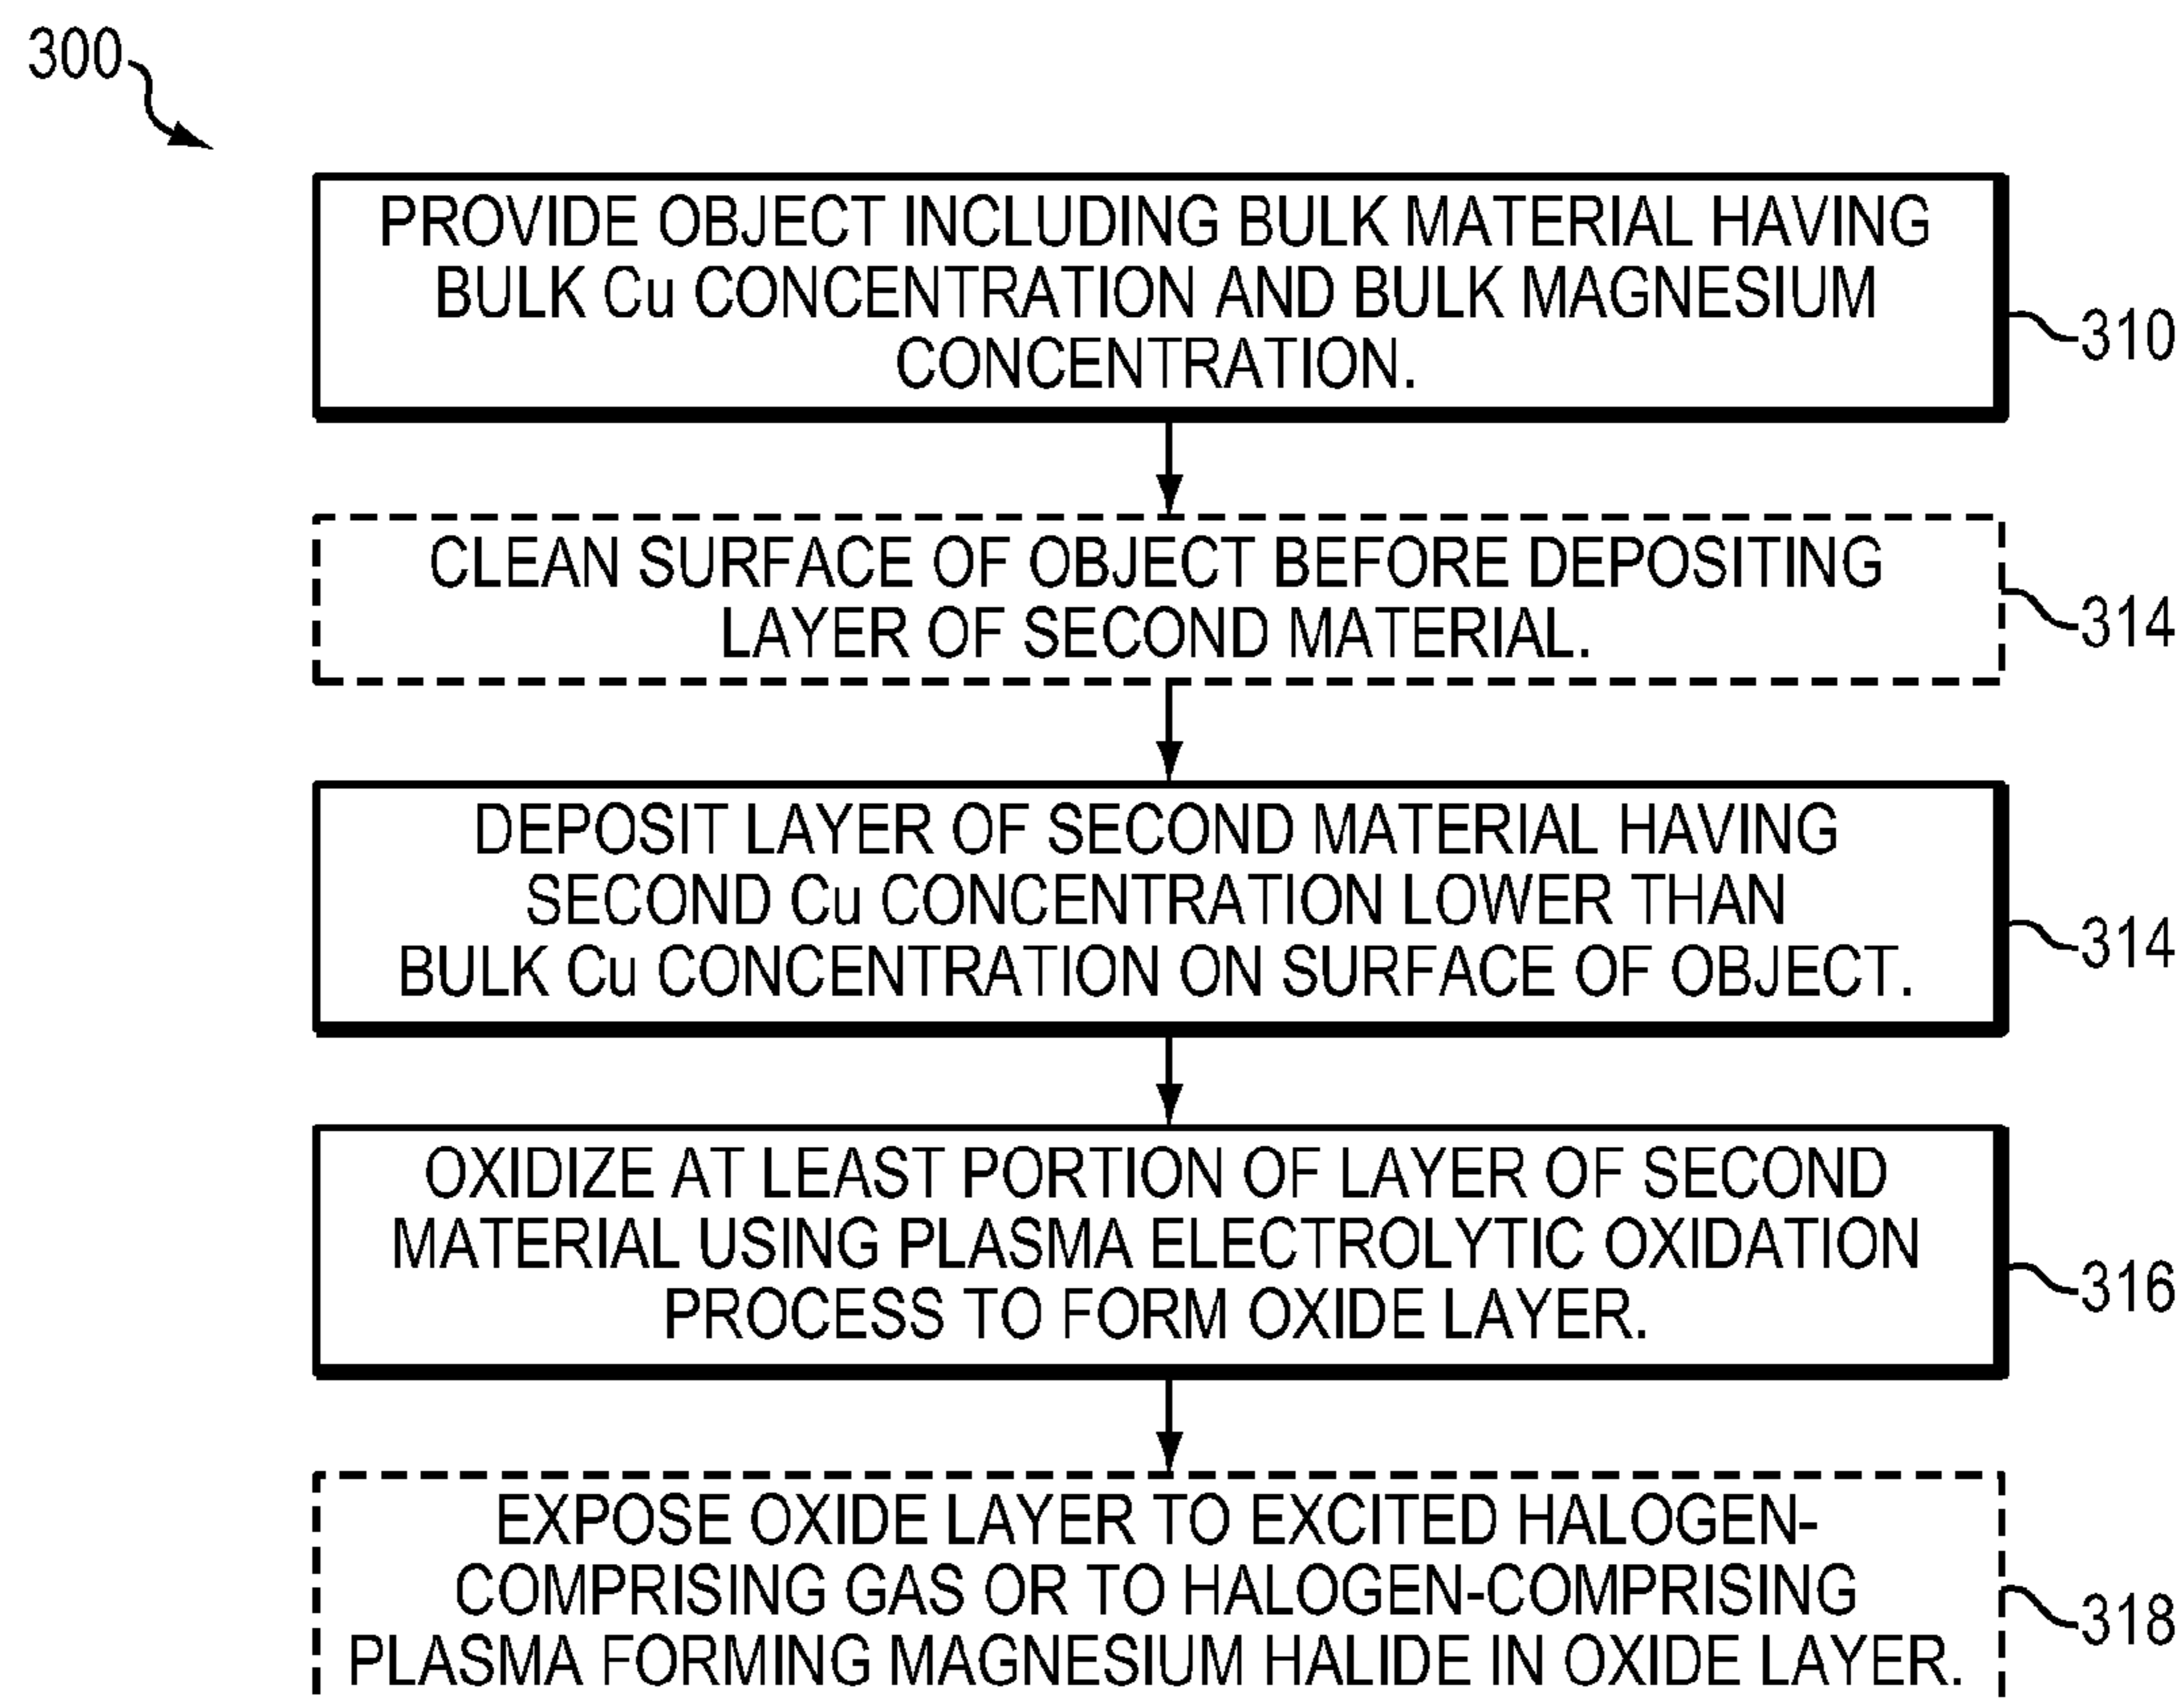 300
PROVIDE OBJECT INCLUDING BULK MATERIAL HAVING
BULK Cu CONCENTRATION AND BULK MAGNESIUM
CONCENTRATION.
310
CLEAN SURFACE OF OBJECT BEFORE DEPOSITING
LAYER OF SECOND MATERIAL.
314
DEPOSIT LAYER OF SECOND MATERIAL HAVING
SECOND Cu CONCENTRATION LOWER THAN
BULK Cu CONCENTRATION ON SURFACE OF OBJECT.
314
OXIDIZE AT LEAST PORTION OF LAYER OF SECOND
MATERIAL USING PLASMA ELECTROLYTIC OXIDATION
PROCESS TO FORM OXIDE LAYER.
316
EXPOSE OXIDE LAYER TO EXCITED HALOGEN-
COMPRISING GAS OR TO HALOGEN-COMPRISING
PLASMA FORMING MAGNESIUM HALIDE IN OXIDE LAYER.
318